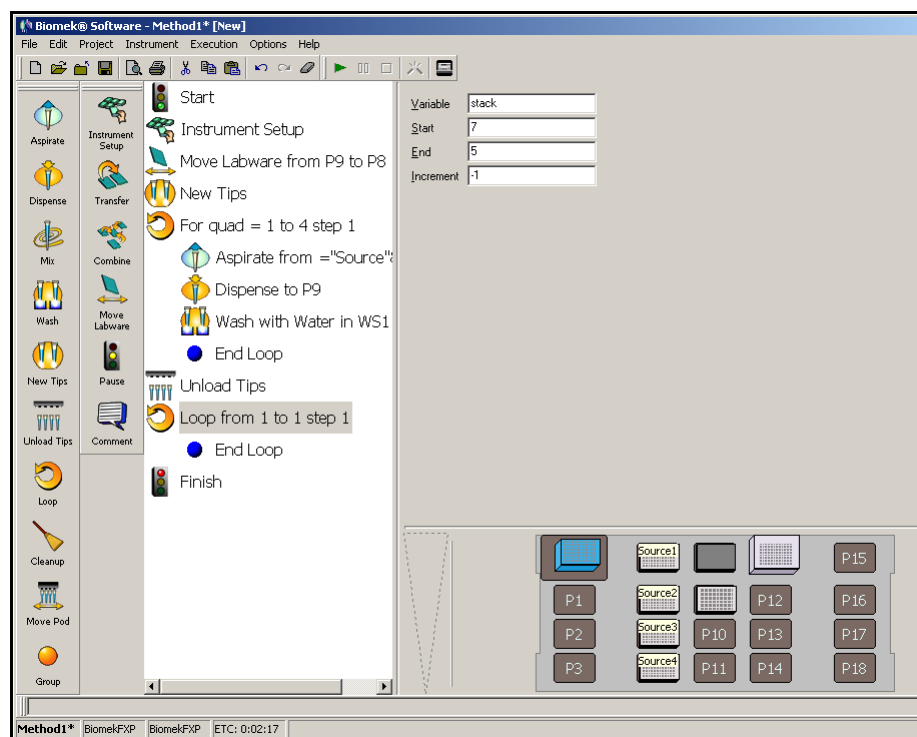 Biomek® Software - Method1* [New]
File Edit Project Instrument Execution Options Help
Aspirate
Dispense
Mix
Wash
New Tips
Unload Tips
Loop
Cleanup
Move Pod
Group
Instrument
Setup
Transfer
Combine
Move
Labware
Pause
Comment
Start
Instrument Setup
Move Labware from P9 to P8
New Tips
For quad = 1 to 4 step 1
Aspirate from ="Source"&
Dispense to P9
Wash with Water in WS1
End Loop
Unload Tips
Loop from 1 to 1 step 1
End Loop
Finish
Variable stack
Start 7
End 5
Increment -1
Source1 P15
P1 Source2 P12 P16
P2 Source3 P10 P13 P17
P3 Source4 P11 P14 P18
Method1* BiomekFXP BiomekFXP ETC: 0:02:17